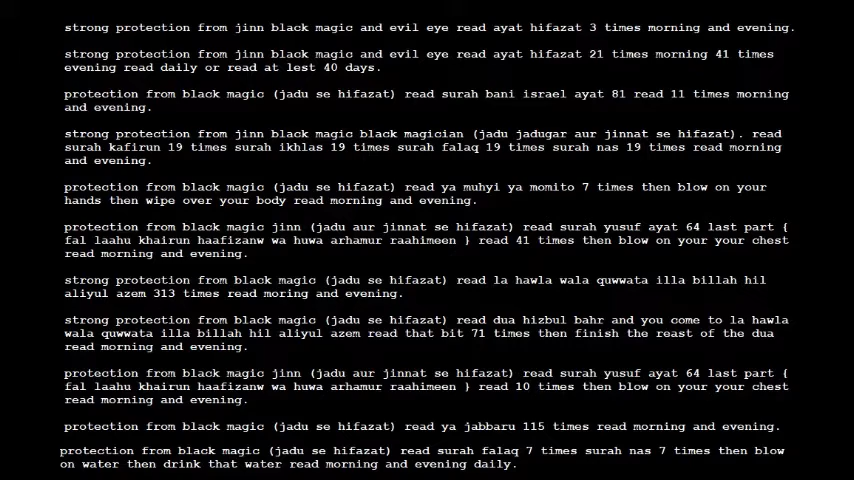 strong protection from jinn black magic and evil eye read ayat hifazat 3 times morning and evening.
strong protection from jinn black magic and evil eye read ayat hifazat 21 times morning 41 times
evening read daily or read at lest 40 days.
protection from black magic (jadu se hifazat) read surah bani israel ayat 81 read 11 times morning
and evening.
strong protection from jinn black magic black magician (jadu jadugar aur jinnat se hifazat). read
surah kafirun 19 times surah ikhlas 19 times surah falaq 19 times surah nas 19 times read morning
and evening.
protection from black magic (jadu se hifazat) read ya muhyi ya momito 7 times then blow on your
hands then wipe over your body read morning and evening.
protection from black magic jinn (jadu aur jinnat se hifazat) read surah yusuf ayat 64 last part {
fal laahu khairun haafizanw wa huwa arhamur raahimeen } read 41 times then blow on your your chest
read morning and evening.
strong protection from black magic (jadu se hifazat) read la hawla wala quwwata illa billah hil
aliyul azem 313 times read moring and evening.
strong protection from black magic (jadu se hifazat) read dua hizbul bahr and you come to la hawla
wala quwwata illa billah hil aliyul azem read that bit 71 times then finish the reast of the dua
read morning and evening.
protection from black magic jinn (jadu aur jinnat se hifazat) read surah yusuf ayat 64 last part {
fal laahu khairun haafizanw wa huwa arhamur raahimeen } read 10 times then blow on your your chest
read morning and evening.
protection from black magic (jadu se hifazat) read ya jabbaru 115 times read morning and evening.
protection from black magic (jadu se hifazat) read surah falaq 7 times surah nas 7 times then blow
on water then drink that water read morning and evening daily.